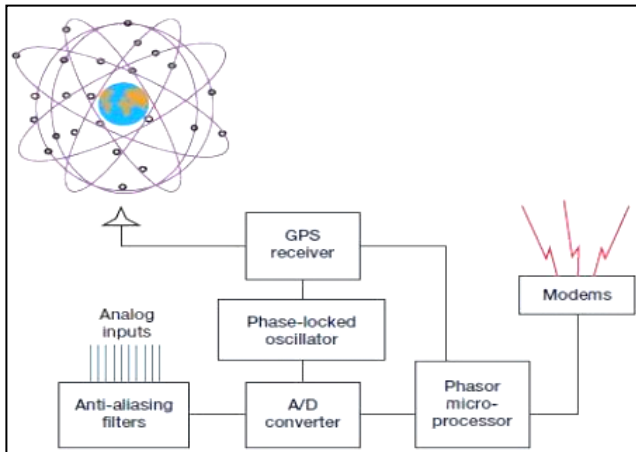 GPS
receiver
Modems
Analog
inputs
Phase-locked
oscillator
Anti-aliasing
filters
A/D
converter
Phasor
micro-
processor